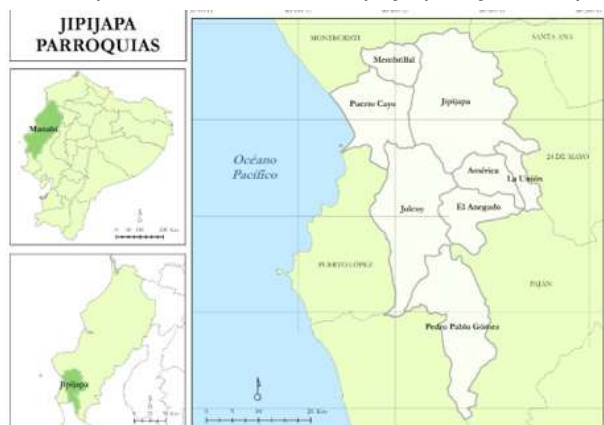 JIPIJAPA
PARROQUIAS
Manabí
Jipijapa
MONTECRISTI
SANTA ANA
Membrillal
Puerto Cayo
Jipijapa
Océano
Pacífico
América
La Unión
24 DE MAYO
Julcuy
El Anegado
PUERTO LÓPEZ
PAJÁN
Pedro Pablo Gómez